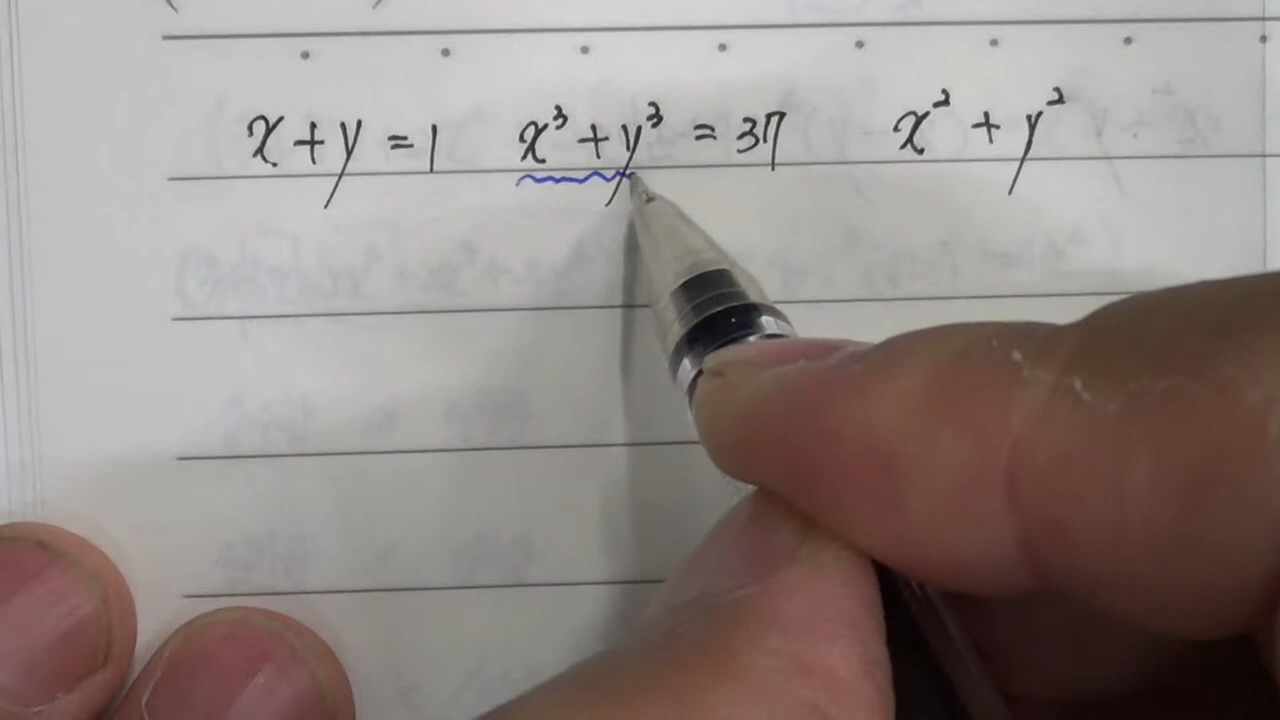 x + y = 1 x³ + y³ = 37 x² + y²